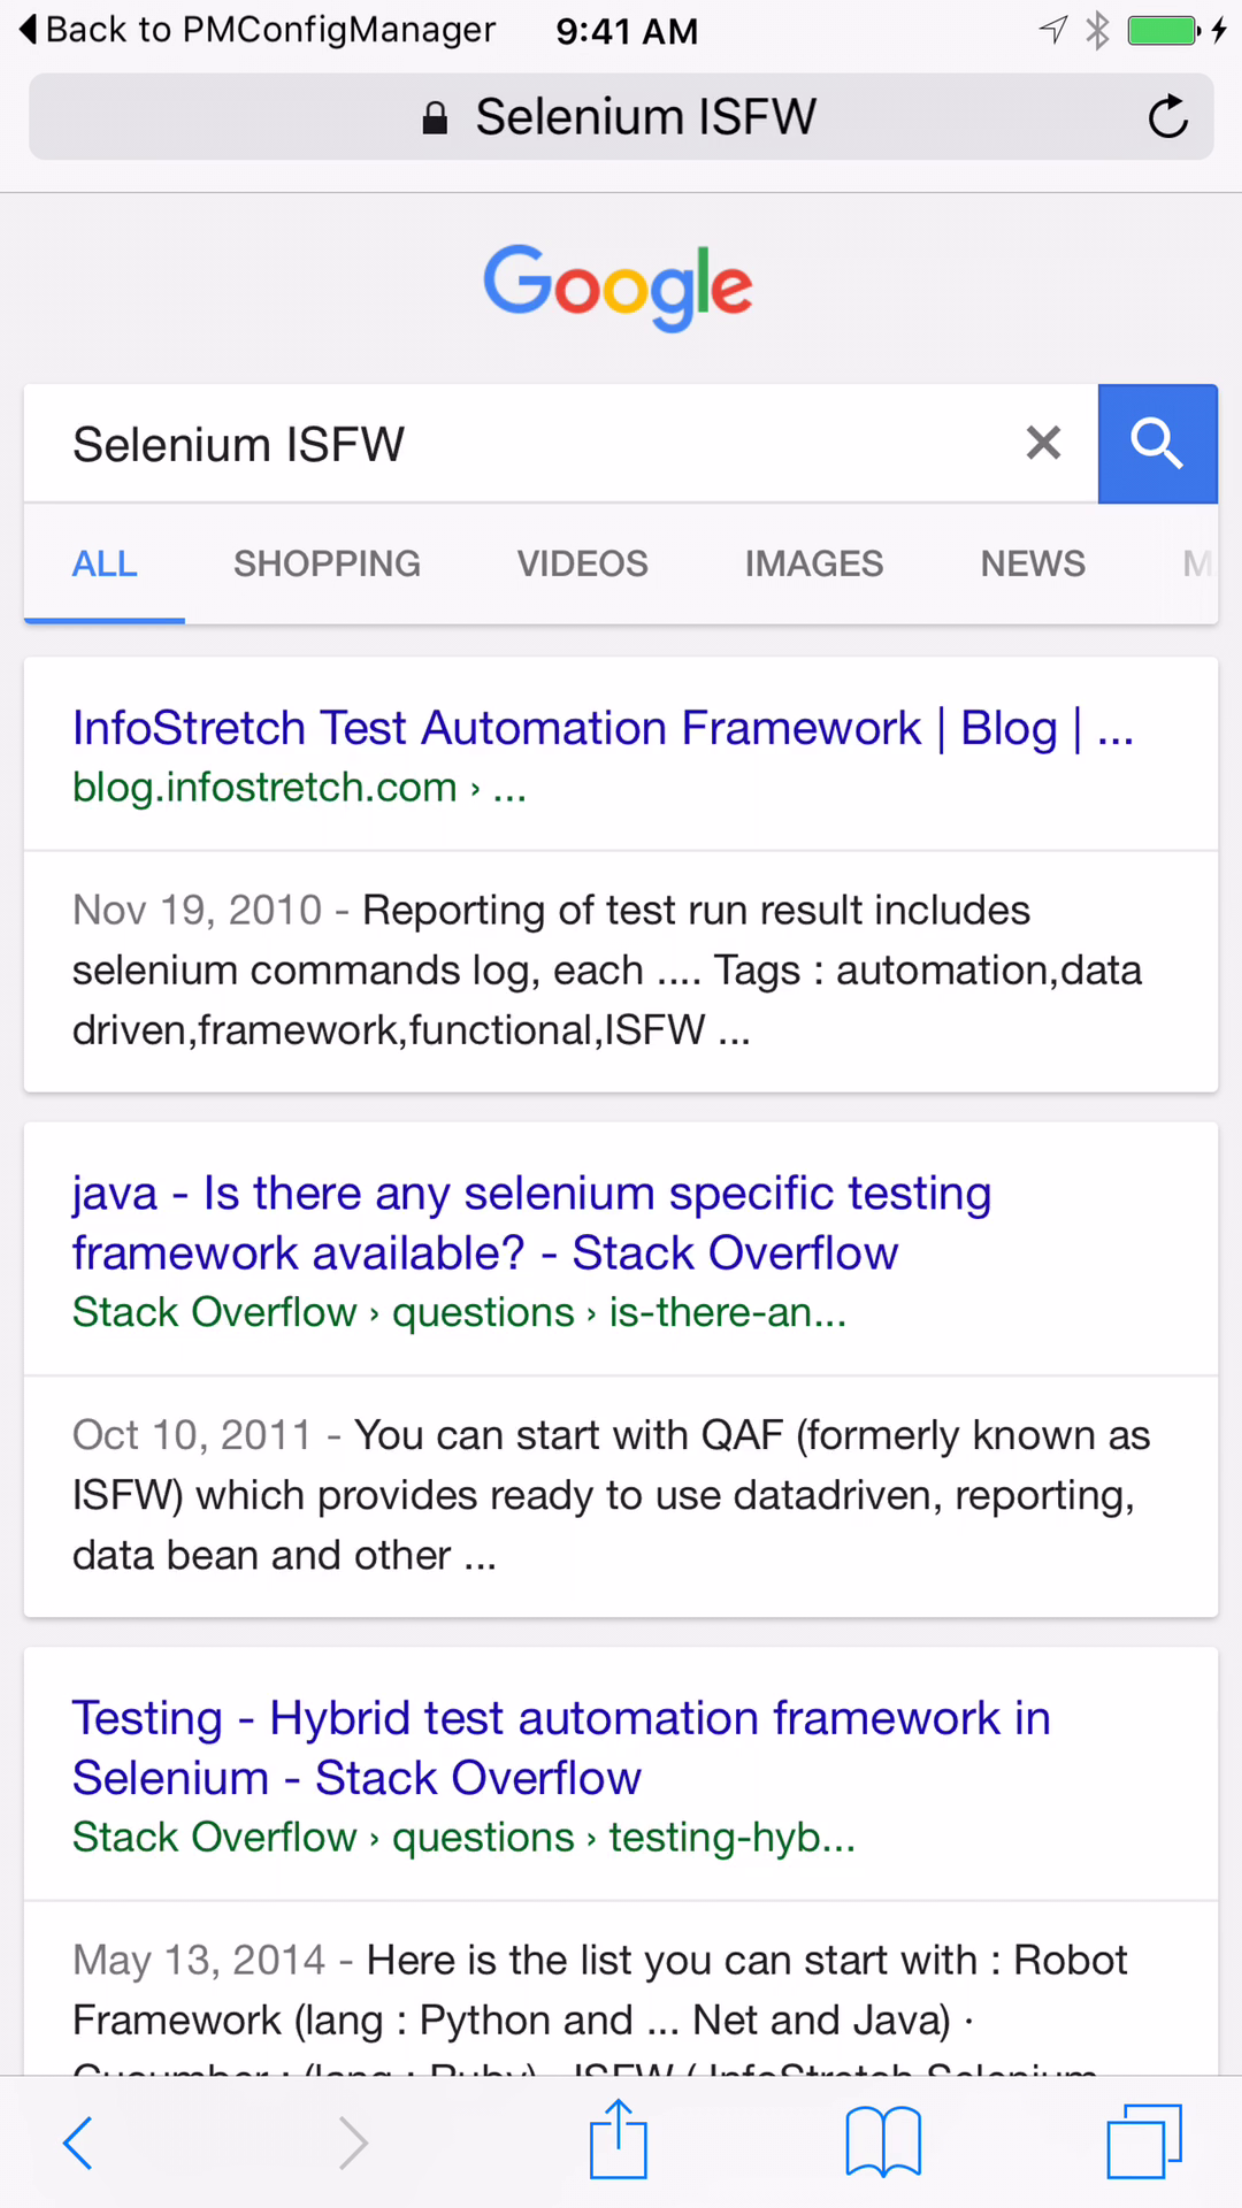 Back to PMConfigManager 9:41 AM
Selenium ISFW
Google
Selenium ISFW
ALL SHOPPING VIDEOS IMAGES NEWS M
InfoStretch Test Automation Framework | Blog | ...
blog.infostretch.com › ...
Nov 19, 2010 - Reporting of test run result includes
selenium commands log, each .... Tags : automation,data
driven,framework,functional,ISFW ...
java - Is there any selenium specific testing
framework available? - Stack Overflow
Stack Overflow › questions › is-there-an...
Oct 10, 2011 - You can start with QAF (formerly known as
ISFW) which provides ready to use datadriven, reporting,
data bean and other ...
Testing - Hybrid test automation framework in
Selenium - Stack Overflow
Stack Overflow › questions › testing-hyb...
May 13, 2014 - Here is the list you can start with : Robot
Framework (lang : Python and ... Net and Java) ·
Cucumber : (lang : Ruby) · ISFW ( InfoStretch Selenium